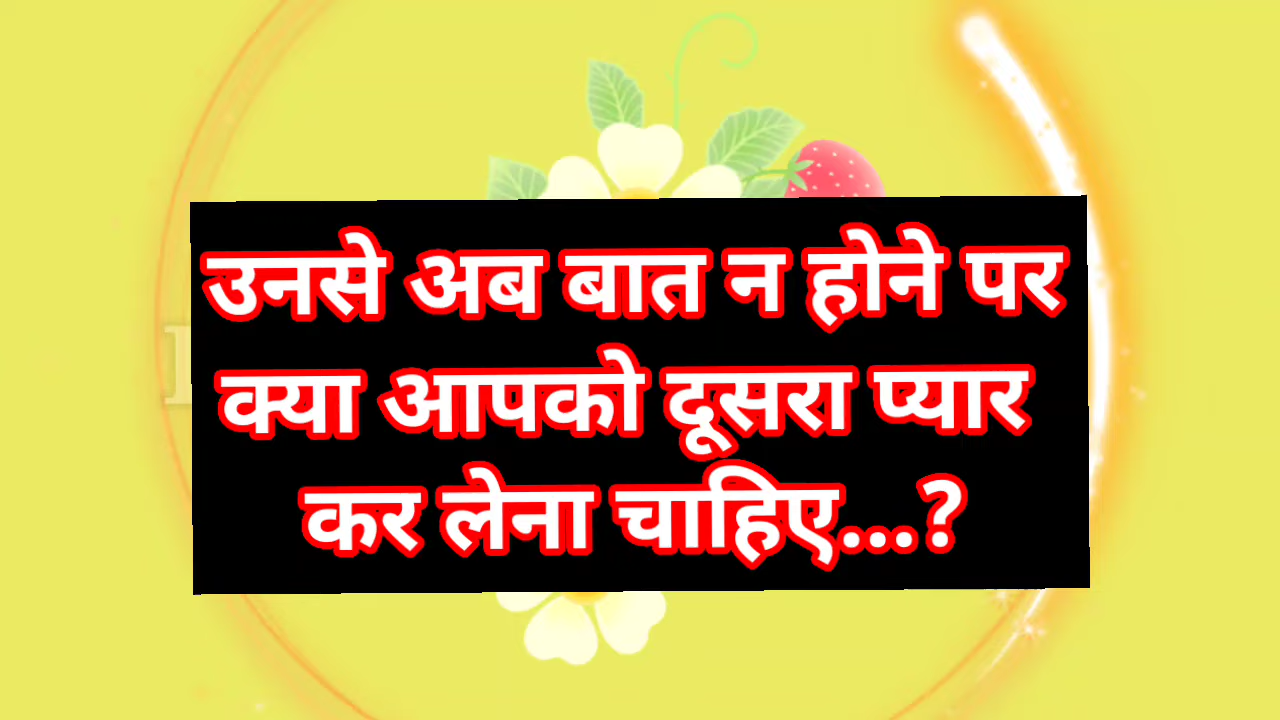 उनसे अब बात न होने पर
क्या आपको दूसरा प्यार
कर लेना चाहिए...?